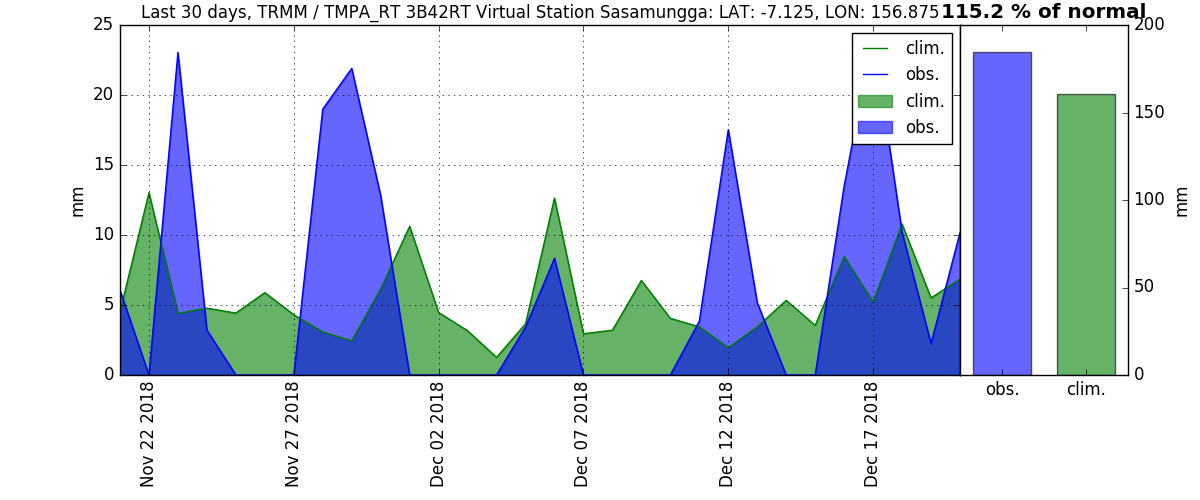 Last 30 days, TRMM / TMPA_RT 3B42RT Virtual Station Sasamungga: LAT: -7.125, LON: 156.875
115.2 % of normal
25
20
15
10
5
0
mm
clim.
obs.
clim.
obs.
Nov 22 2018
Nov 27 2018
Dec 02 2018
Dec 07 2018
Dec 12 2018
Dec 17 2018
200
150
100
50
0
mm
obs.
clim.